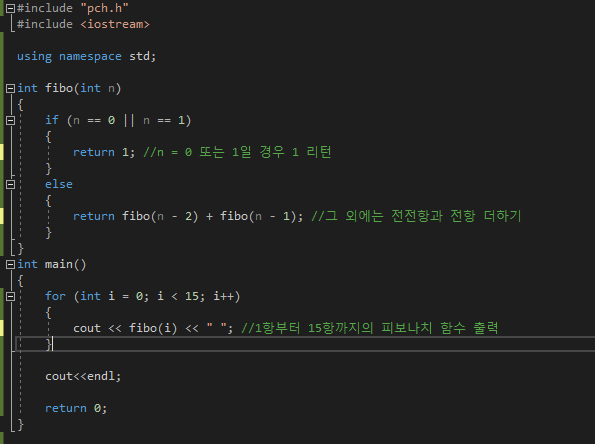 #include "pch.h"
#include <iostream>
using namespace std;
int fibo(int n)
{
if (n == 0 || n == 1)
{
return 1; //n = 0 또는 1일 경우 1 리턴
}
else
{
return fibo(n - 2) + fibo(n - 1); //그 외에는 전전항과 전항 더하기
}
}
int main()
{
for (int i = 0; i < 15; i++)
{
cout << fibo(i) << " "; //1항부터 15항까지의 피보나치 함수 출력
}
cout<<endl;
return 0;
}